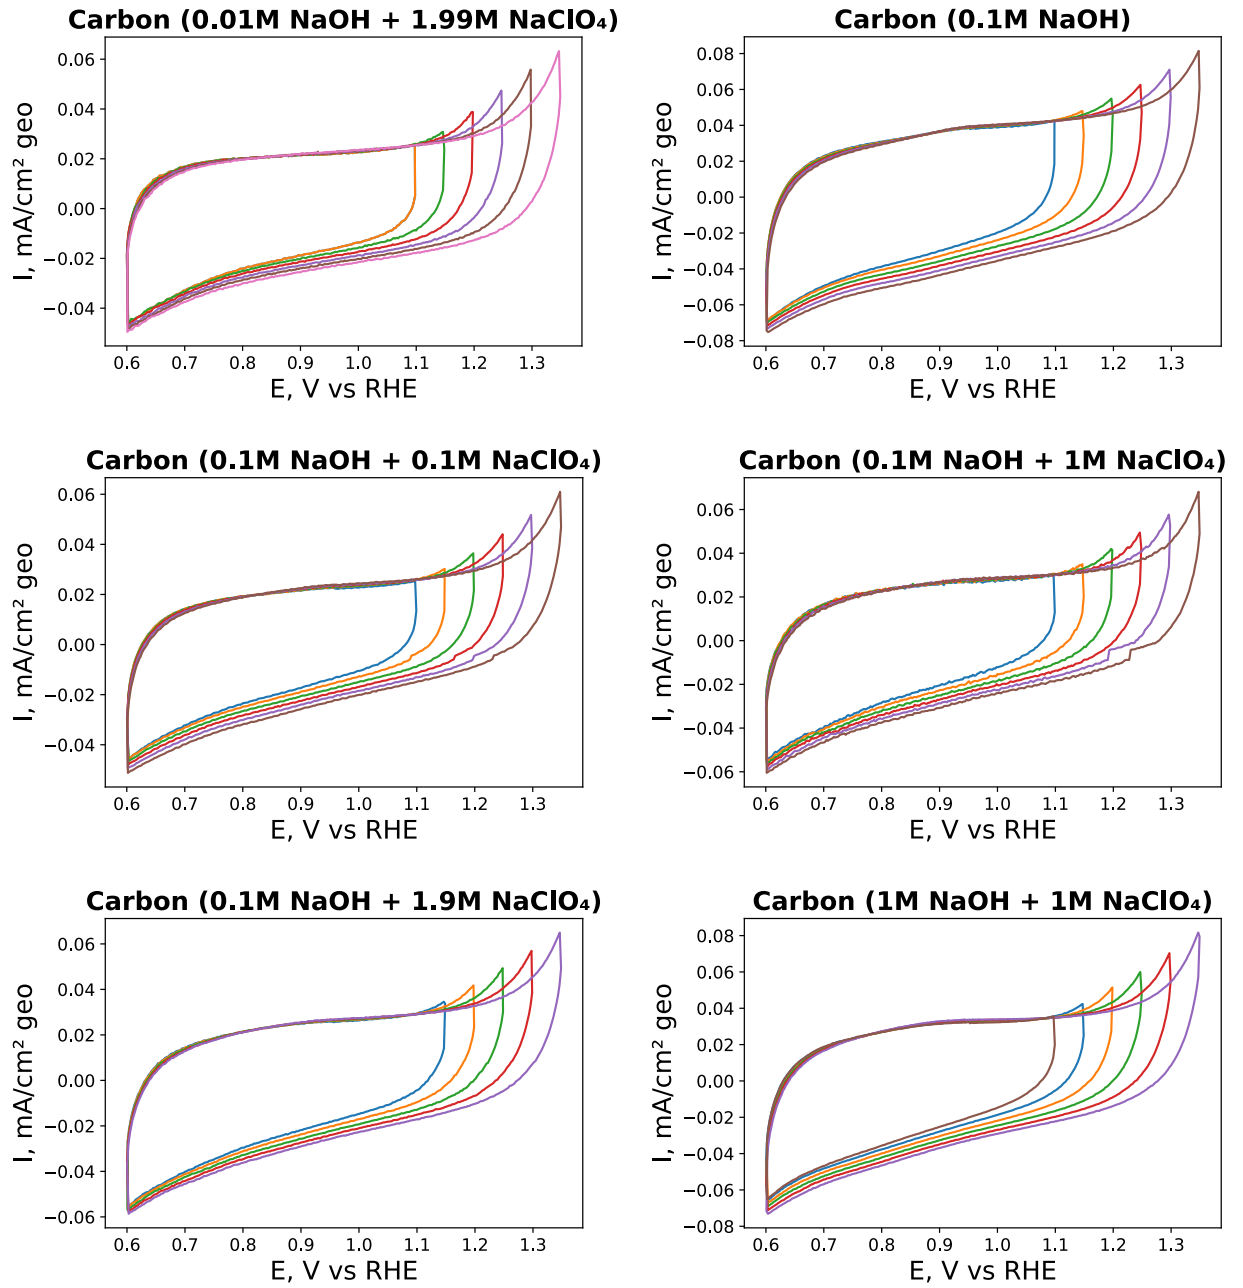 Carbon (0.01M NaOH + 1.99M NaClO₄)
0.06
0.04
0.02
0.00
−0.02
−0.04
I, mA/cm² geo
0.6 0.7 0.8 0.9 1.0 1.1 1.2 1.3
E, V vs RHE
Carbon (0.1M NaOH)
0.08
0.06
0.04
0.02
0.00
−0.02
−0.04
−0.06
−0.08
I, mA/cm² geo
0.6 0.7 0.8 0.9 1.0 1.1 1.2 1.3
E, V vs RHE
Carbon (0.1M NaOH + 0.1M NaClO₄)
0.06
0.04
0.02
0.00
−0.02
−0.04
I, mA/cm² geo
0.6 0.7 0.8 0.9 1.0 1.1 1.2 1.3
E, V vs RHE
Carbon (0.1M NaOH + 1M NaClO₄)
0.06
0.04
0.02
0.00
−0.02
−0.04
−0.06
I, mA/cm² geo
0.6 0.7 0.8 0.9 1.0 1.1 1.2 1.3
E, V vs RHE
Carbon (0.1M NaOH + 1.9M NaClO₄)
0.06
0.04
0.02
0.00
−0.02
−0.04
−0.06
I, mA/cm² geo
0.6 0.7 0.8 0.9 1.0 1.1 1.2 1.3
E, V vs RHE
Carbon (1M NaOH + 1M NaClO₄)
0.08
0.06
0.04
0.02
0.00
−0.02
−0.04
−0.06
−0.08
I, mA/cm² geo
0.6 0.7 0.8 0.9 1.0 1.1 1.2 1.3
E, V vs RHE